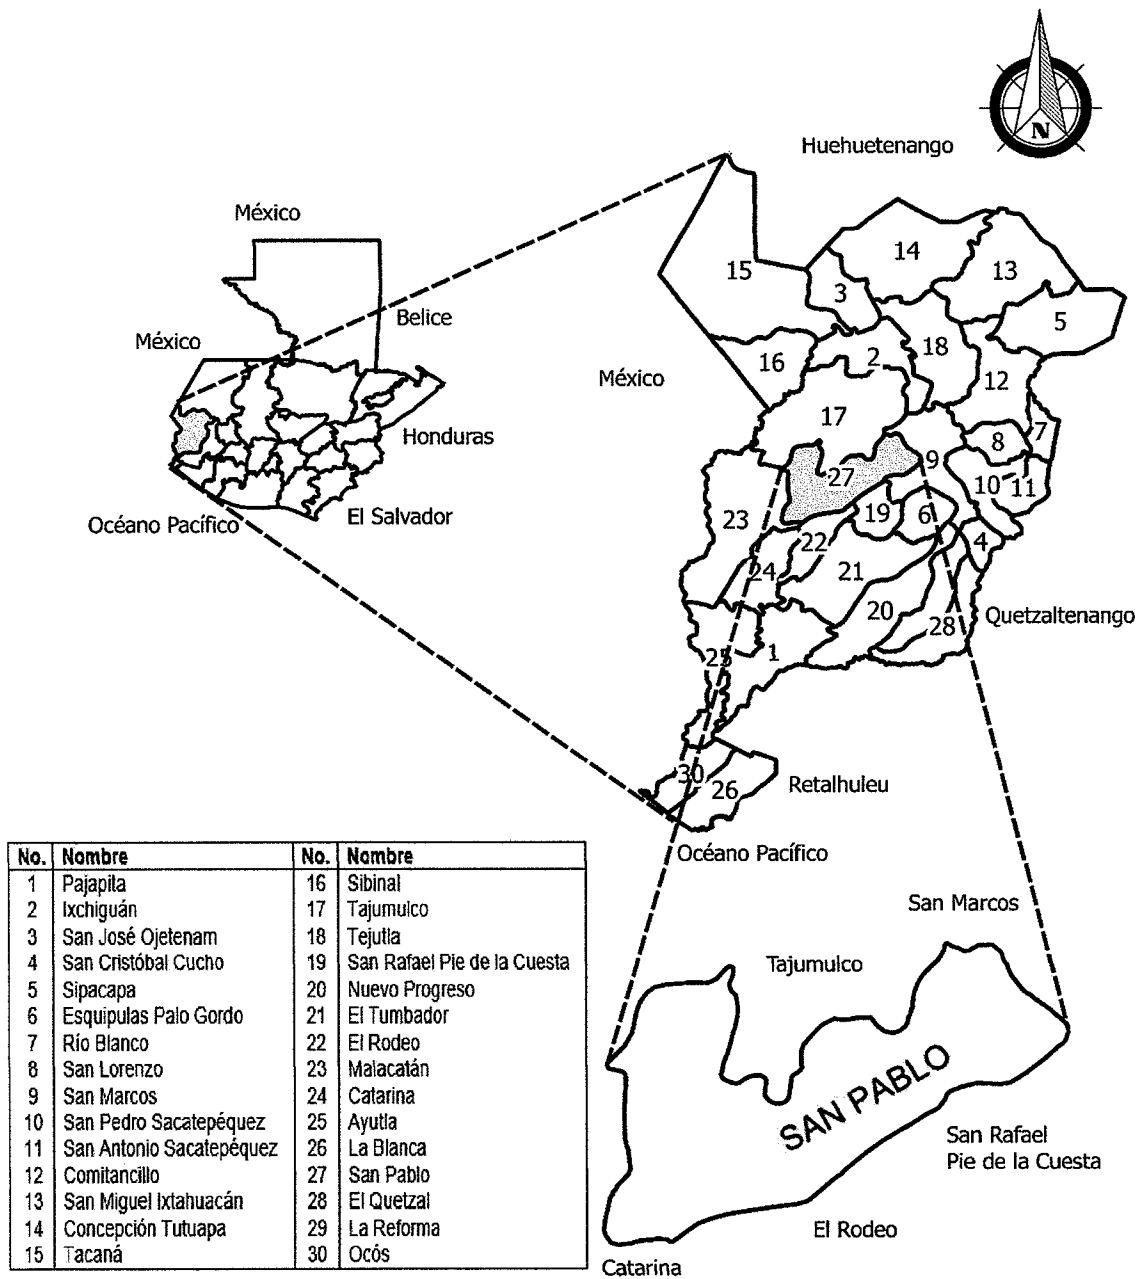 N
Huehuetenango
México
México
Belice
Honduras
El Salvador
Océano Pacífico
México
14
13
15
3
5
18
2
16
12
17
7
8
9
27
10
11
23
19
6
22
4
24
21
20
28
25
1
Quetzaltenango
30
26
Retalhuleu
Océano Pacífico
No. Nombre No. Nombre
1 Pajapita 16 Sibinal
2 Ixchiguán 17 Tajumulco
3 San José Ojetenam 18 Tejutla
4 San Cristóbal Cucho 19 San Rafael Pie de la Cuesta
5 Sipacapa 20 Nuevo Progreso
6 Esquipulas Palo Gordo 21 El Tumbador
7 Río Blanco 22 El Rodeo
8 San Lorenzo 23 Malacatán
9 San Marcos 24 Catarina
10 San Pedro Sacatepéquez 25 Ayutla
11 San Antonio Sacatepéquez 26 La Blanca
12 Comitancillo 27 San Pablo
13 San Miguel Ixtahuacán 28 El Quetzal
14 Concepción Tutuapa 29 La Reforma
15 Tacaná 30 Ocós
San Marcos
Tajumulco
SAN PABLO
San Rafael
Pie de la Cuesta
El Rodeo
Catarina